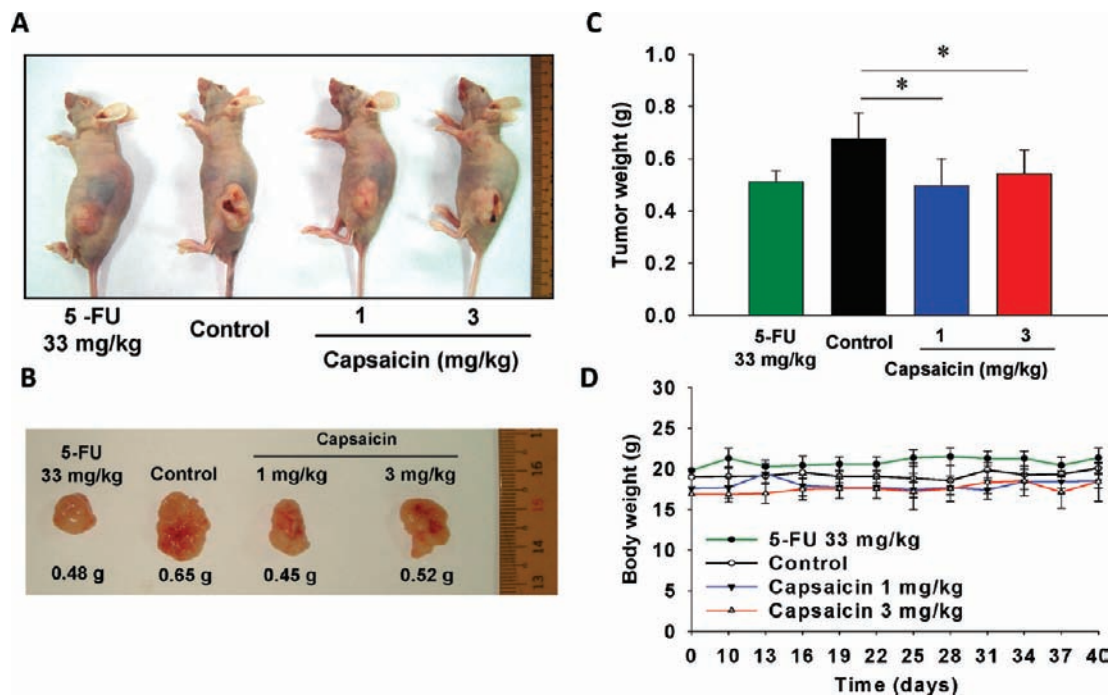 A
5 -FU
33 mg/kg
Control
1
3
Capsaicin (mg/kg)
B
5-FU
33 mg/kg
Control
Capsaicin
1 mg/kg
3 mg/kg
0.48 g
0.65 g
0.45 g
0.52 g
16
15
14
13
C
Tumor weight (g)
1.0
0.8
0.6
0.4
0.2
0.0
*
*
5-FU
33 mg/kg
Control
1
3
Capsaicin (mg/kg)
D
Body weight (g)
30
25
20
15
10
5
0
5-FU 33 mg/kg
Control
Capsaicin 1 mg/kg
Capsaicin 3 mg/kg
0 10 13 16 19 22 25 28 31 34 37 40
Time (days)